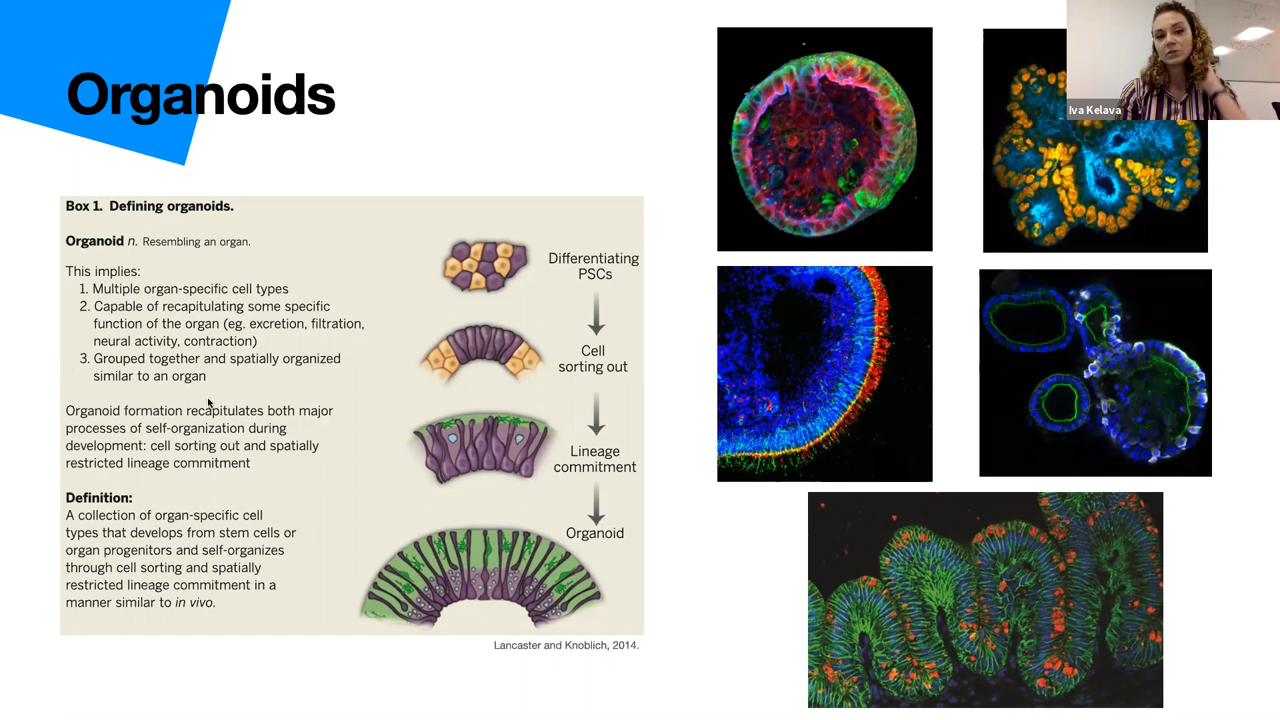 Organoids
Iva Kelava
Box 1. Defining organoids.
Organoid n. Resembling an organ.
This implies:
1. Multiple organ-specific cell types
2. Capable of recapitulating some specific
function of the organ (eg. excretion, filtration,
neural activity, contraction)
3. Grouped together and spatially organized
similar to an organ
Organoid formation recapitulates both major
processes of self-organization during
development: cell sorting out and spatially
restricted lineage commitment
Definition:
A collection of organ-specific cell
types that develops from stem cells or
organ progenitors and self-organizes
through cell sorting and spatially
restricted lineage commitment in a
manner similar to in vivo.
Differentiating
PSCs
Cell
sorting out
Lineage
commitment
Organoid
Lancaster and Knoblich, 2014.